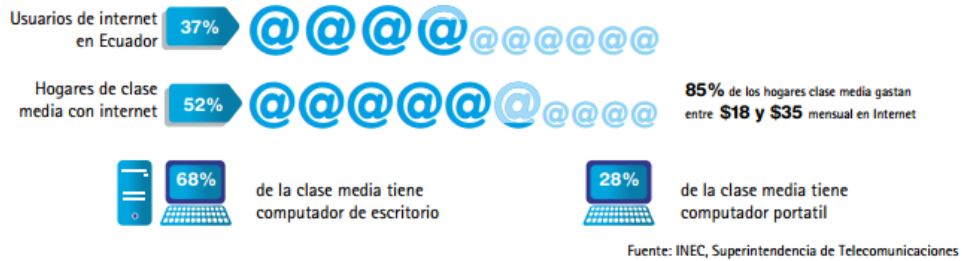 Usuarios de internet
en Ecuador
37%
@@@@@@@@@@
Hogares de clase
media con internet
52%
@@@@@@@@@@
85% de los hogares clase media gastan
entre $18 y $35 mensual en Internet
68%
de la clase media tiene
computador de escritorio
28%
de la clase media tiene
computador portatil
Fuente: INEC, Superintendencia de Telecomunicaciones